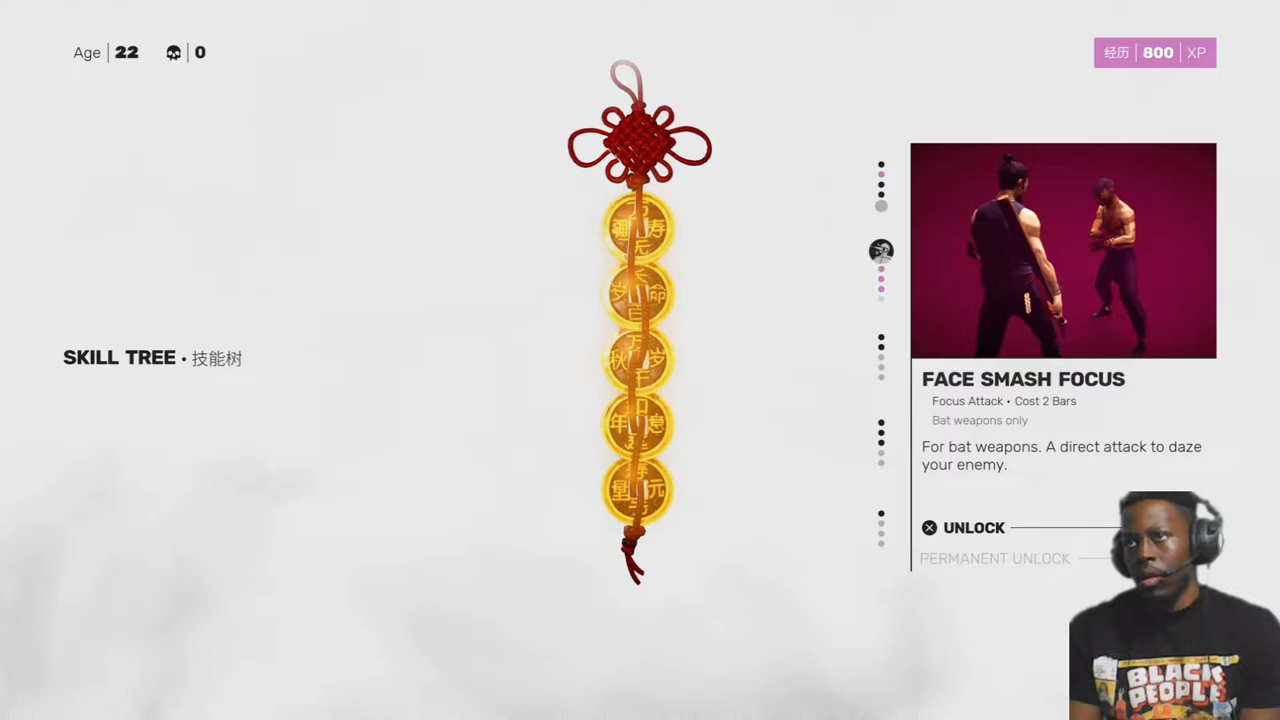 Age 22 0
经历 800 XP
SKILL TREE • 技能树
FACE SMASH FOCUS
Focus Attack • Cost 2 Bars
Bat weapons only
For bat weapons. A direct attack to daze
your enemy.
UNLOCK
PERMANENT UNLOCK
BLACK
PEOPLE